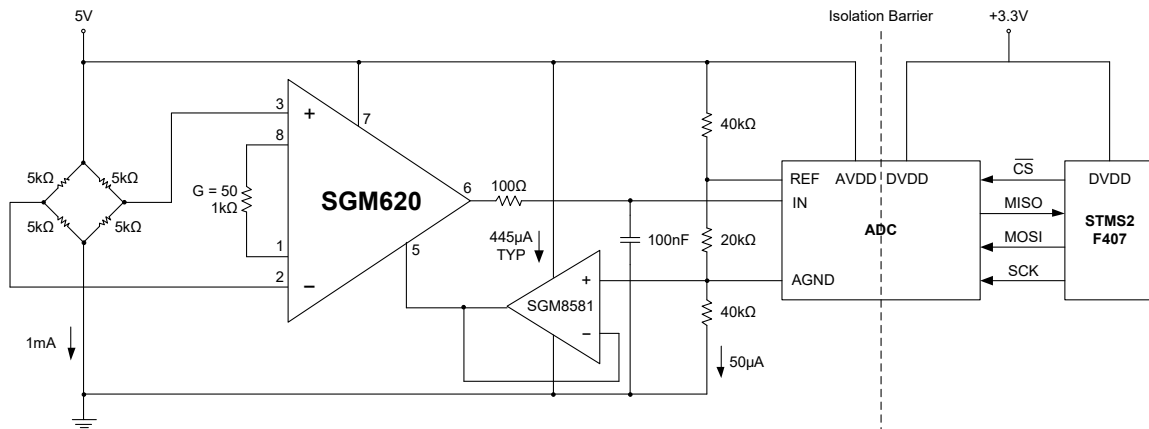 5V
Isolation Barrier
+3.3V
3
+
7
8
40kΩ
5kΩ
5kΩ
G = 50
1kΩ
SGM620
6
100Ω
REF
AVDD
DVDD
IN
CS
DVDD
MISO
STMS2
F407
MOSI
SCK
ADC
AGND
5kΩ
5kΩ
1
2
−
5
445µA
TYP
100nF
20kΩ
+
SGM8581
−
40kΩ
1mA
50µA